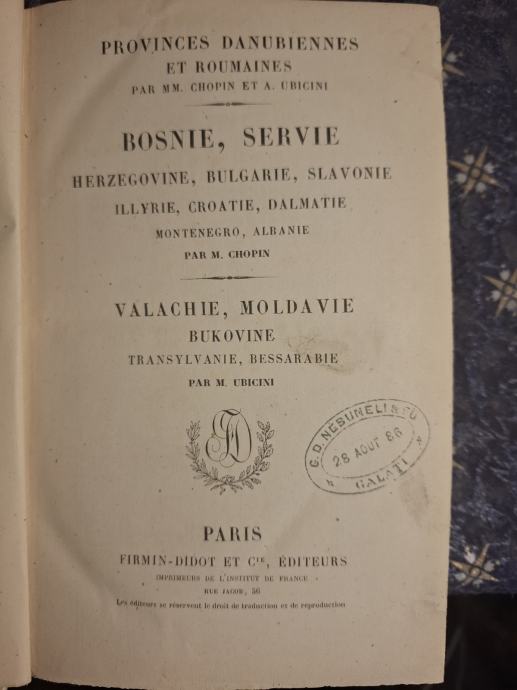 PROVINCES DANUBIENNES
ET ROUMAINES
PAR MM. CHOPIN ET A. UBICINI
BOSNIE, SERVIE
HERZEGOVINE, BULGARIE, SLAVONIE
ILLYRIE, CROATIE, DALMATIE
MONTENEGRO, ALBANIE
PAR M. CHOPIN
VALACHIE, MOLDAVIE
BUKOVINE
TRANSYLVANIE, BESSARABIE
PAR M. UBICINI
FD
G. D. NESUNELI & FU
28 AOUT 86
GALATI
PARIS
FIRMIN-DIDOT ET Cie, ÉDITEURS
IMPRIMEURS DE L'INSTITUT DE FRANCE
RUE JACOB, 56
Les éditeurs se réservent le droit de traduction et de reproduction